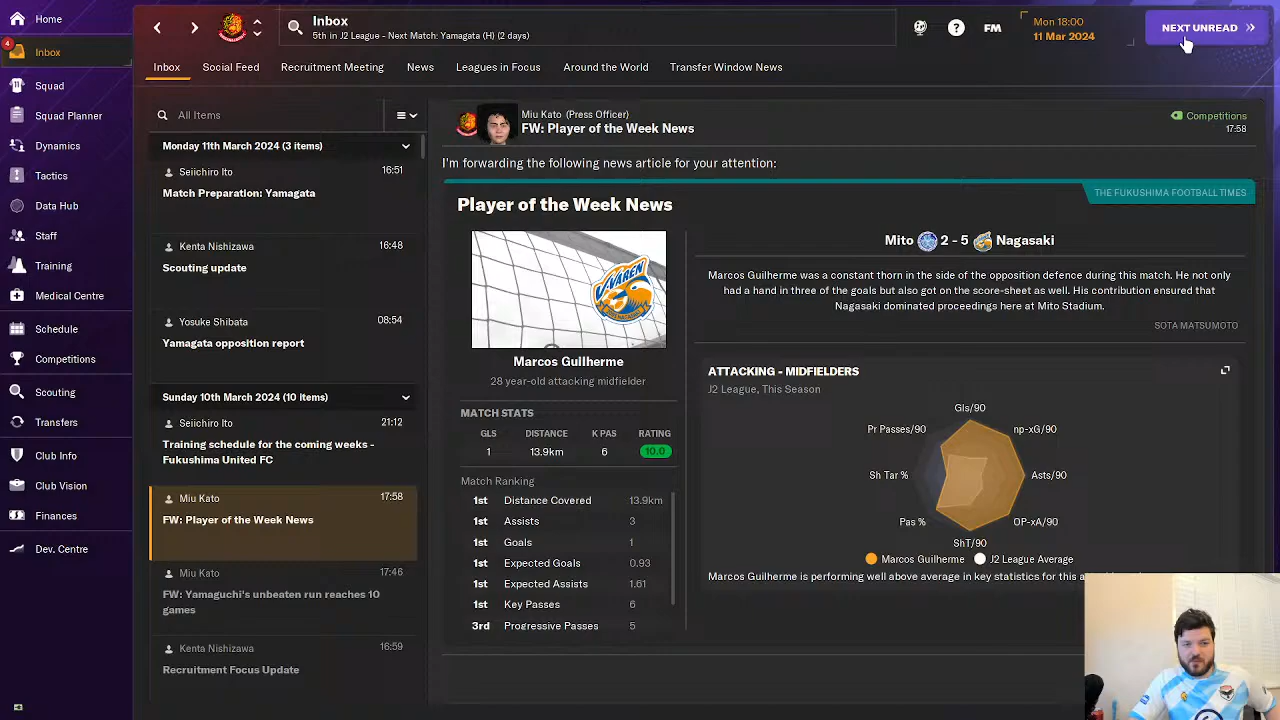 Home
4
Inbox
11
Squad
Squad Planner
Dynamics
Tactics
Data Hub
Staff
Training
Medical Centre
Schedule
Competitions
Scouting
Transfers
Club Info
Club Vision
Finances
Dev. Centre
Inbox
5th in J2 League - Next Match: Yamagata (H) (2 days)
?
FM
Mon 18:00
11 Mar 2024
NEXT UNREAD
Inbox
Social Feed
Recruitment Meeting
News
Leagues in Focus
Around the World
Transfer Window News
All Items
Monday 11th March 2024 (3 items)
Seiichiro Ito 16:51
Match Preparation: Yamagata
Kenta Nishizawa 16:48
Scouting update
Yosuke Shibata 08:54
Yamagata opposition report
Sunday 10th March 2024 (10 items)
Seiichiro Ito 21:12
Training schedule for the coming weeks -
Fukushima United FC
Miu Kato 17:58
FW: Player of the Week News
Miu Kato 17:46
FW: Yamaguchi's unbeaten run reaches 10
games
Kenta Nishizawa 16:59
Recruitment Focus Update
Miu Kato (Press Officer)
FW: Player of the Week News
Competitions
17:58
I'm forwarding the following news article for your attention:
THE FUKUSHIMA FOOTBALL TIMES
Player of the Week News
V·VAREN
Marcos Guilherme
28 year-old attacking midfielder
MATCH STATS
GLS DISTANCE K PAS RATING
1 13.9km 6 10.0
Match Ranking
1st Distance Covered 13.9km
1st Assists 3
1st Goals 1
1st Expected Goals 0.93
1st Expected Assists 1.61
1st Key Passes 6
3rd Progressive Passes 5
Mito 2 - 5 Nagasaki
Marcos Guilherme was a constant thorn in the side of the opposition defence during this match. He not only
had a hand in three of the goals but also got on the score-sheet as well. His contribution ensured that
Nagasaki dominated proceedings here at Mito Stadium.
SOTA MATSUMOTO
ATTACKING - MIDFIELDERS
J2 League, This Season
Gls/90
np-xG/90
Asts/90
OP-xA/90
ShT/90
Pas %
Sh Tar %
Pr Passes/90
Marcos Guilherme J2 League Average
Marcos Guilherme is performing well above average in key statistics for this a